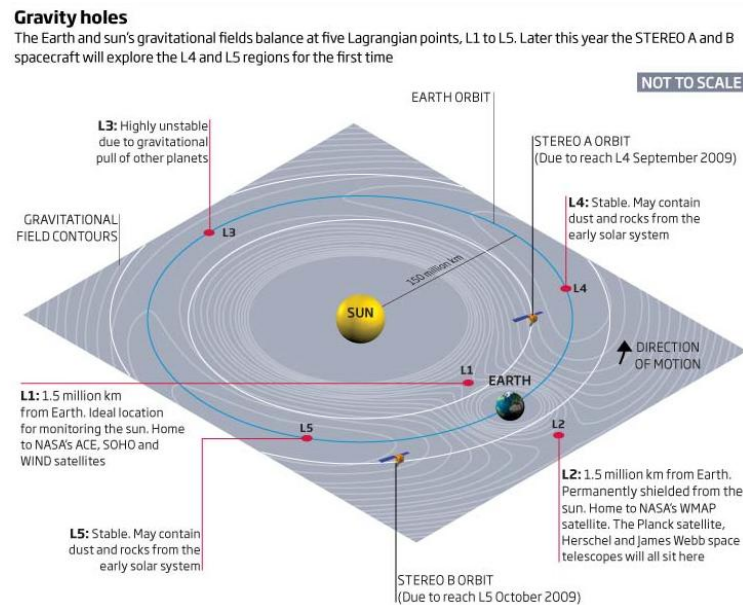 Gravity holes
The Earth and sun's gravitational fields balance at five Lagrangian points, L1 to L5. Later this year the STEREO A and B
spacecraft will explore the L4 and L5 regions for the first time
NOT TO SCALE
EARTH ORBIT
L3: Highly unstable
due to gravitational
pull of other planets
STEREO A ORBIT
(Due to reach L4 September 2009)
GRAVITATIONAL
FIELD CONTOURS
L4: Stable. May contain
dust and rocks from the
early solar system
L3
150 million km
L4
SUN
DIRECTION
OF MOTION
L1
EARTH
L1: 1.5 million km
from Earth. Ideal location
for monitoring the sun. Home
to NASA's ACE, SOHO and
WIND satellites
L5
L2
L2: 1.5 million km from Earth.
Permanently shielded from the
sun. Home to NASA's WMAP
satellite. The Planck satellite,
Herschel and James Webb space
telescopes will all sit here
L5: Stable. May contain
dust and rocks from the
early solar system
STEREO B ORBIT
(Due to reach L5 October 2009)